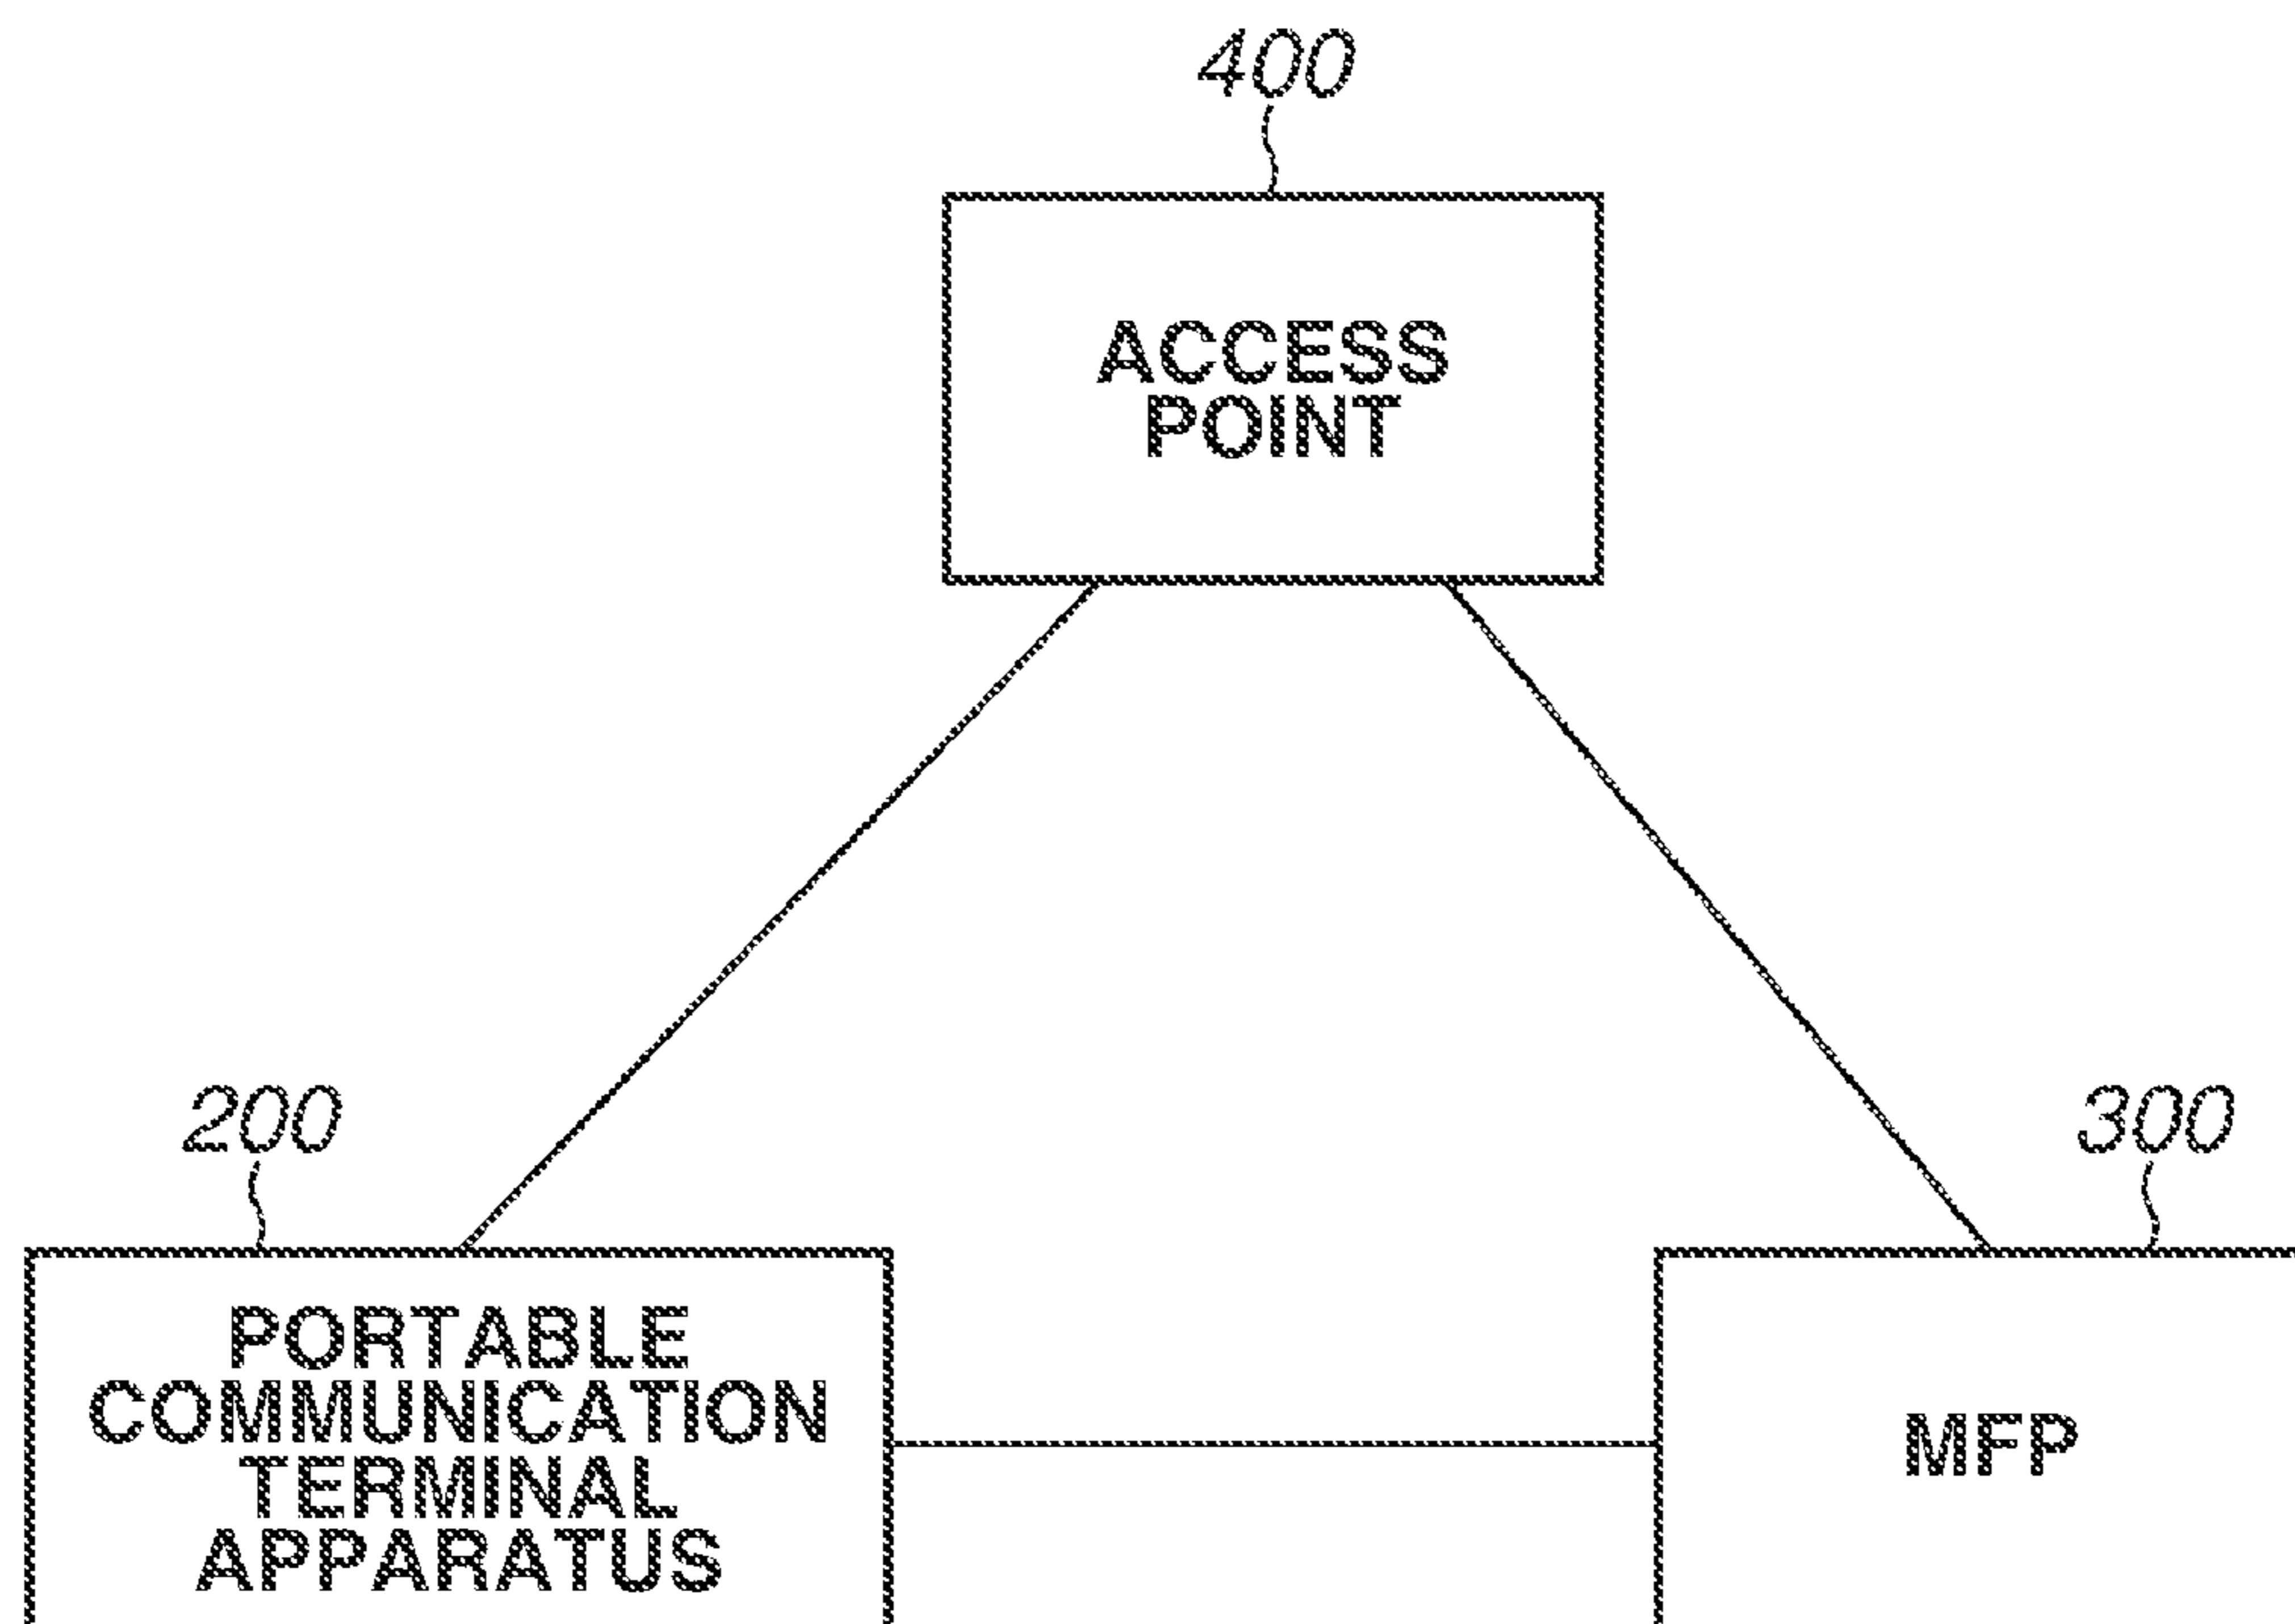 400
ACCESS
POINT
200
300
PORTABLE
COMMUNICATION
TERMINAL
APPARATUS
MFP